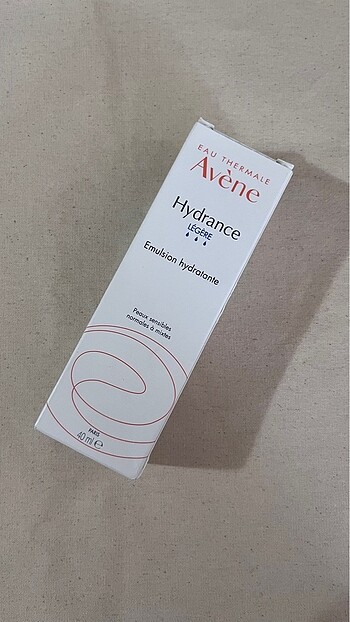 EAU THERMALE
Avène
Hydrance
LÉGÈRE
Emulsion hydratante
Peaux sensibles
normales à mixtes
PARIS
40 ml ℮